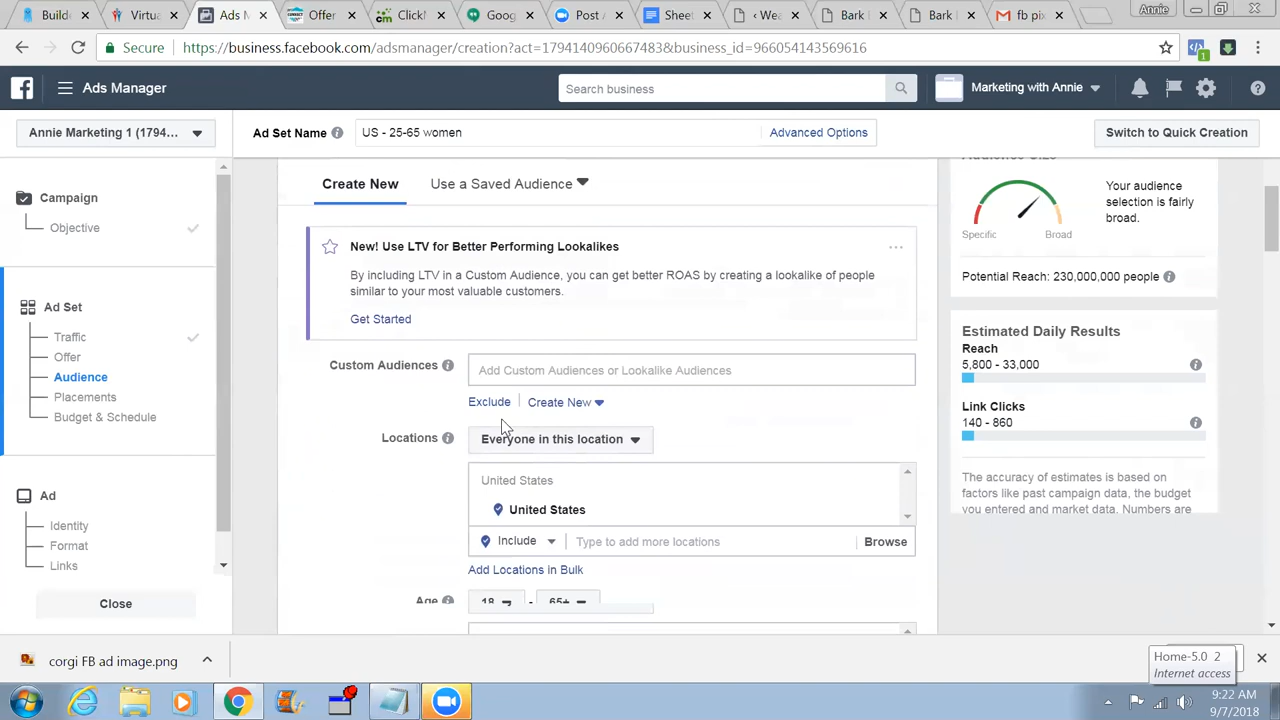 Builde
Virtua
Ads M
Offer
Click!
Goog
Post A
Sheet
‹ Wea
Bark I
Bark I
fb pix
Annie
Secure
https://business.facebook.com/adsmanager/creation?act=1794140960667483&business_id=966054143569616
1
Ads Manager
Search business
Marketing with Annie
Annie Marketing 1 (1794...
Ad Set Name
US - 25-65 women
Advanced Options
Switch to Quick Creation
Campaign
Objective
Ad Set
Traffic
Offer
Audience
Placements
Budget & Schedule
Ad
Identity
Format
Links
Close
Create New
Use a Saved Audience
New! Use LTV for Better Performing Lookalikes
By including LTV in a Custom Audience, you can get better ROAS by creating a lookalike of people
similar to your most valuable customers.
Get Started
Custom Audiences
Add Custom Audiences or Lookalike Audiences
Exclude
Create New
Locations
Everyone in this location
United States
United States
Include
Type to add more locations
Browse
Add Locations in Bulk
Age
18
-
65+
Audience Size
Your audience
selection is fairly
broad.
Specific
Broad
Potential Reach: 230,000,000 people
Estimated Daily Results
Reach
5,800 - 33,000
Link Clicks
140 - 860
The accuracy of estimates is based on
factors like past campaign data, the budget
you entered and market data. Numbers are
corgi FB ad image.png
Home-5.0 2
Internet access
9:22 AM
9/7/2018